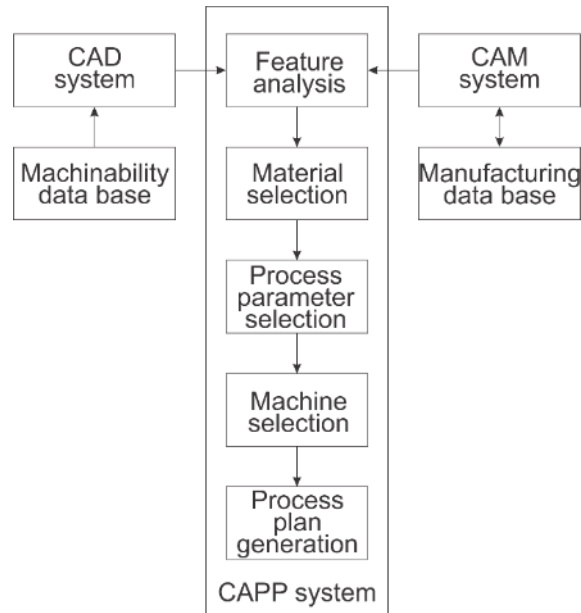 CAD
system
Feature
analysis
CAM
system
Machinability
data base
Material
selection
Manufacturing
data base
Process
parameter
selection
Machine
selection
Process
plan
generation
CAPP system